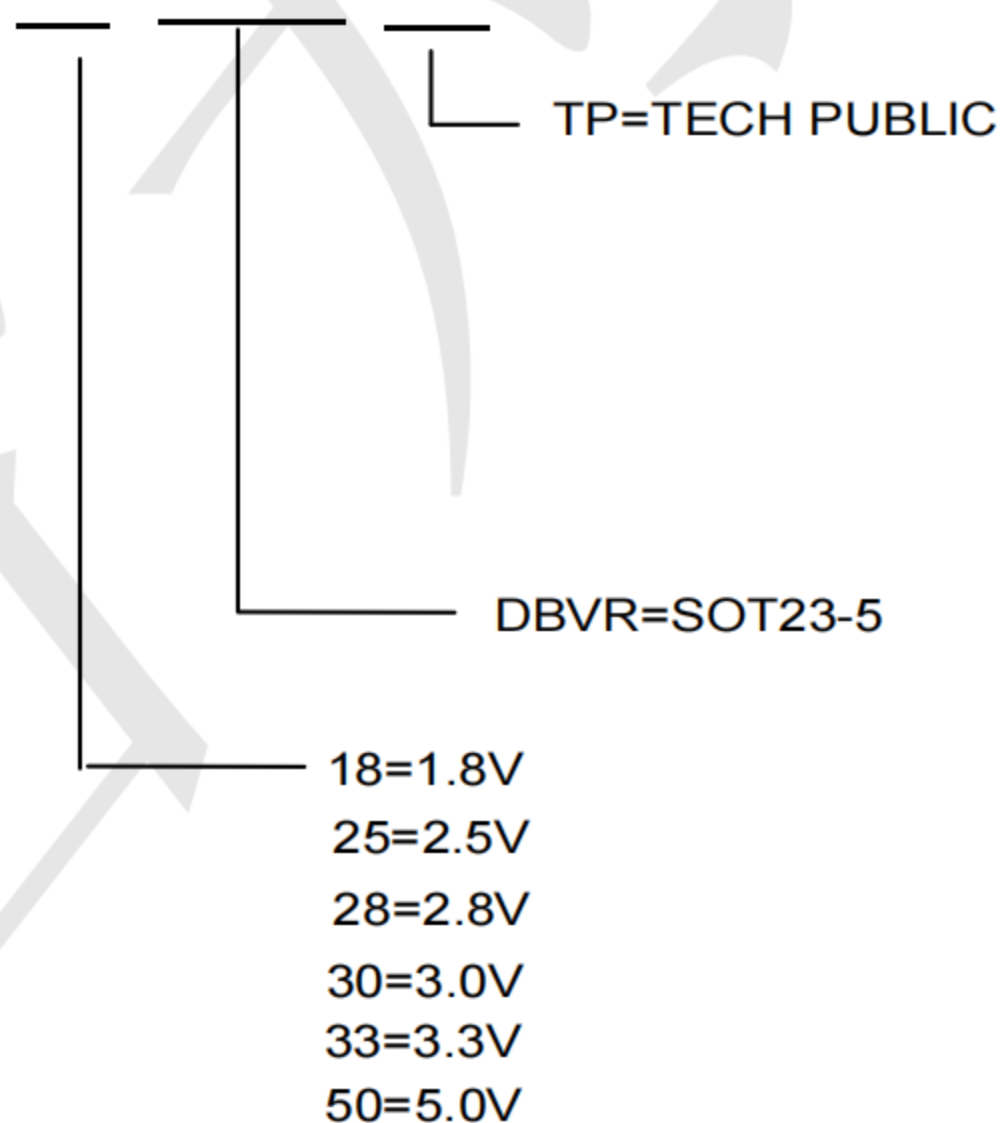 TP=TECH PUBLIC
DBVR=SOT23-5
18=1.8V
25=2.5V
28=2.8V
30=3.0V
33=3.3V
50=5.0V